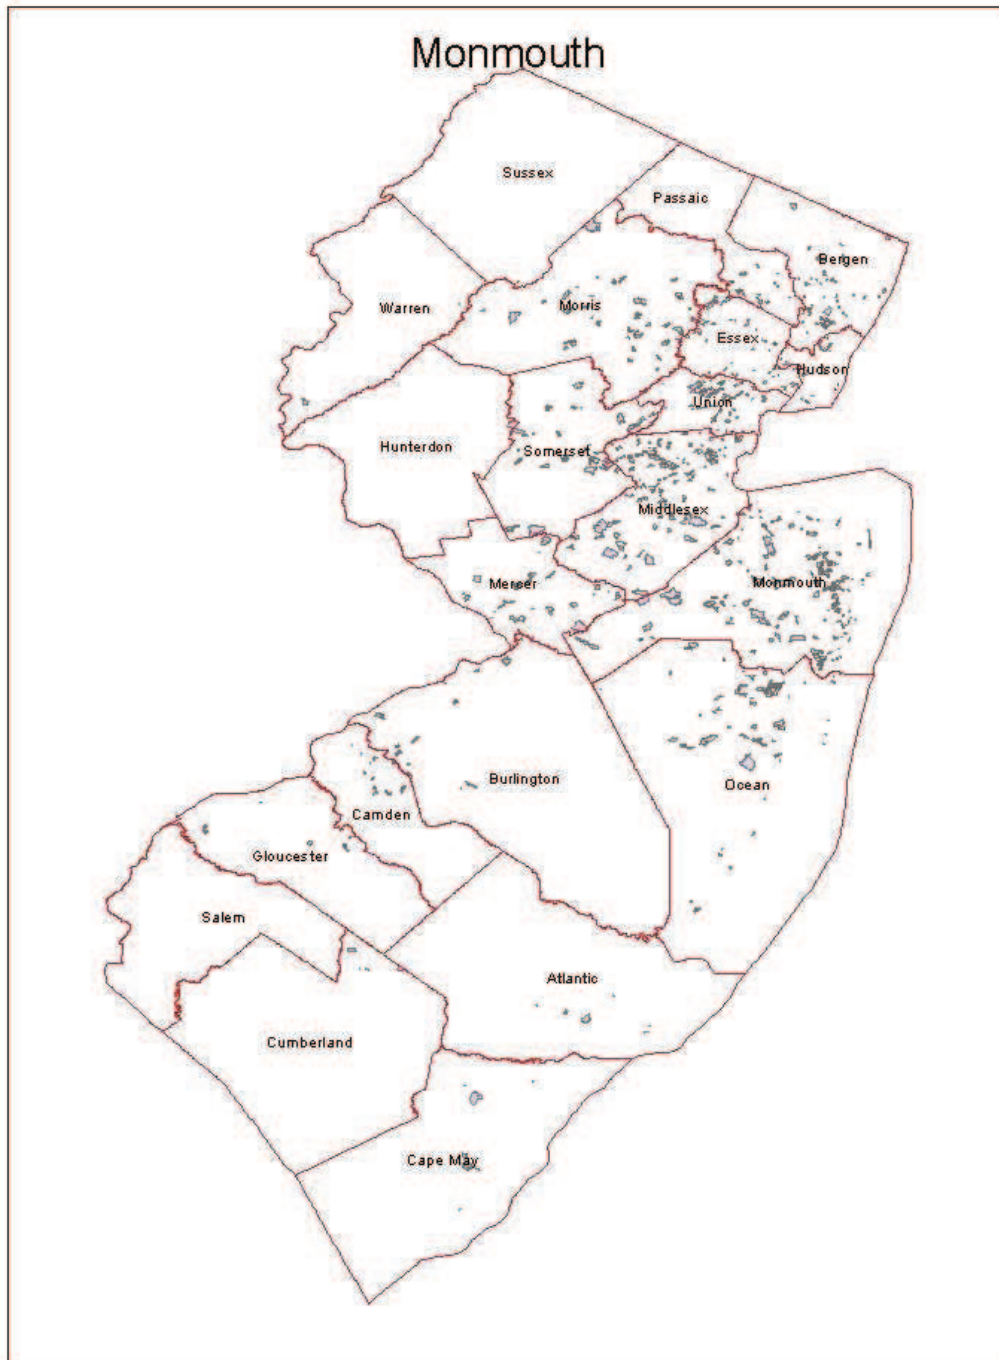 Monmouth
Sussex
Passaic
Bergen
Warren
Morris
Essex
Hudson
Union
Hunterdon
Somerset
Middlesex
Mercer
Monmouth
Burlington
Ocean
Camden
Gloucester
Salem
Atlantic
Cumberland
Cape May